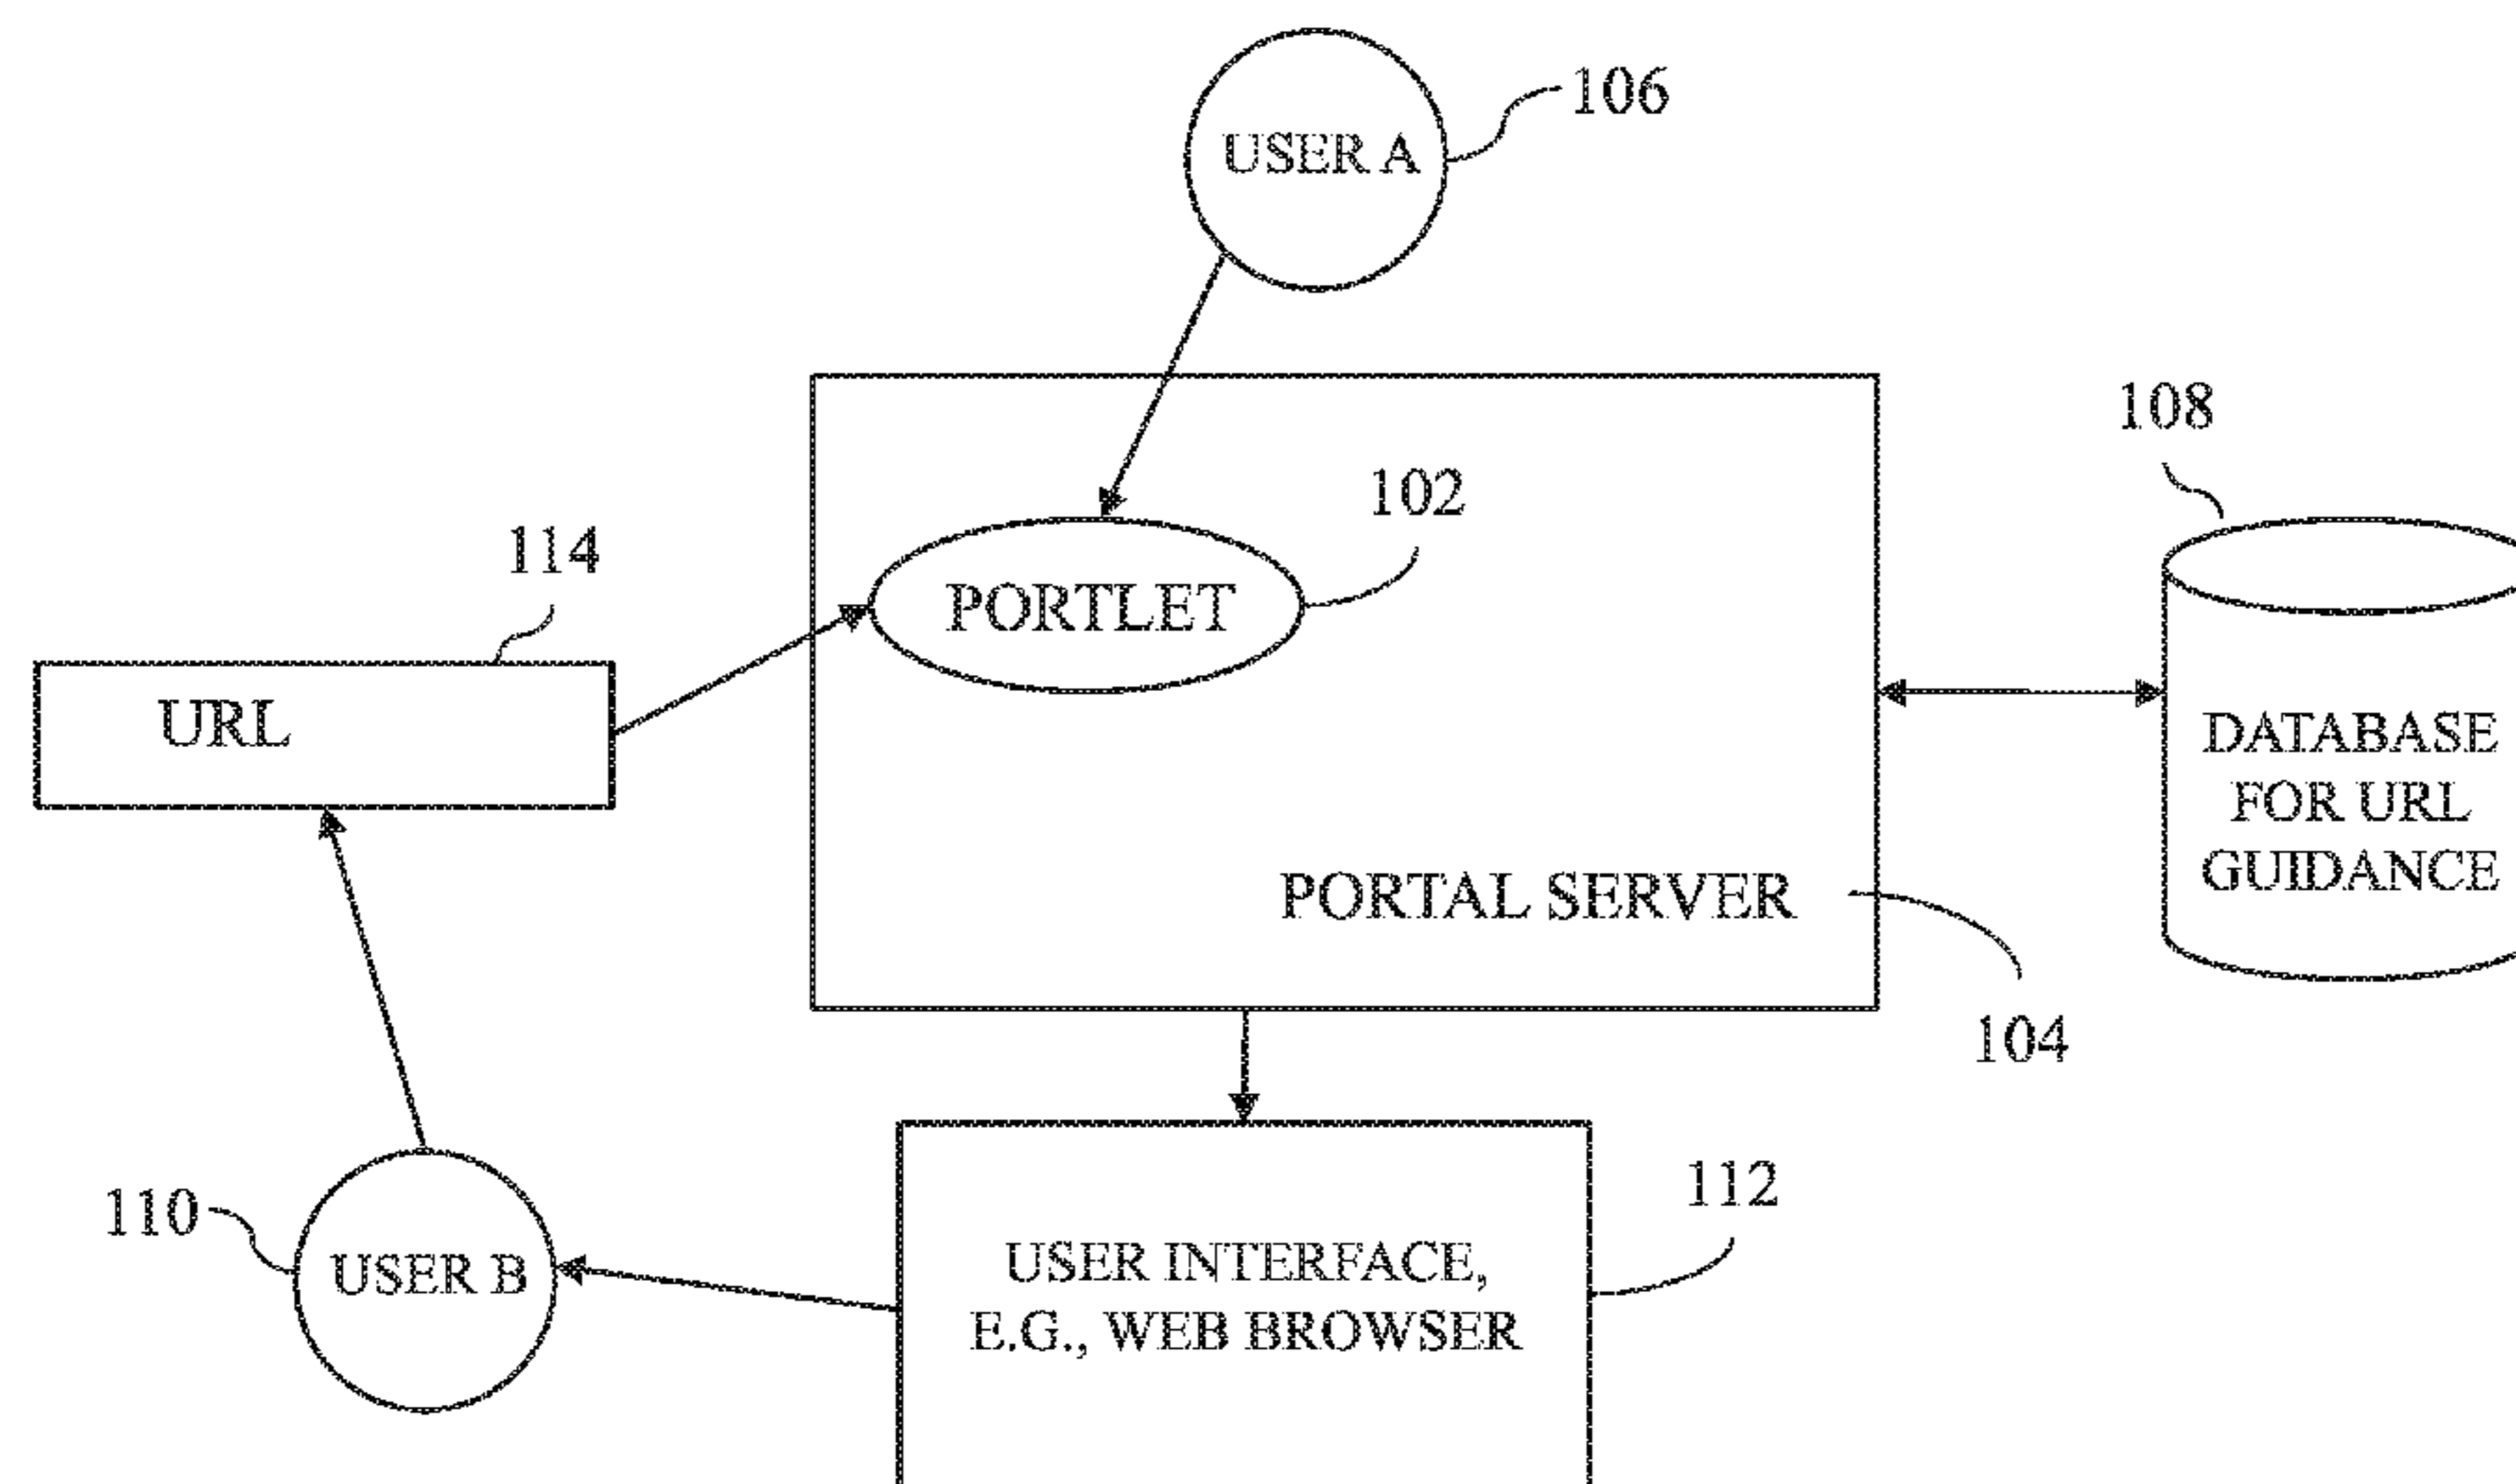 USER A
106
108
102
114
PORTLET
URL
DATABASE
FOR URL
GUIDANCE
PORTAL SERVER
104
112
110
USER INTERFACE,
E.G., WEB BROWSER
USER B